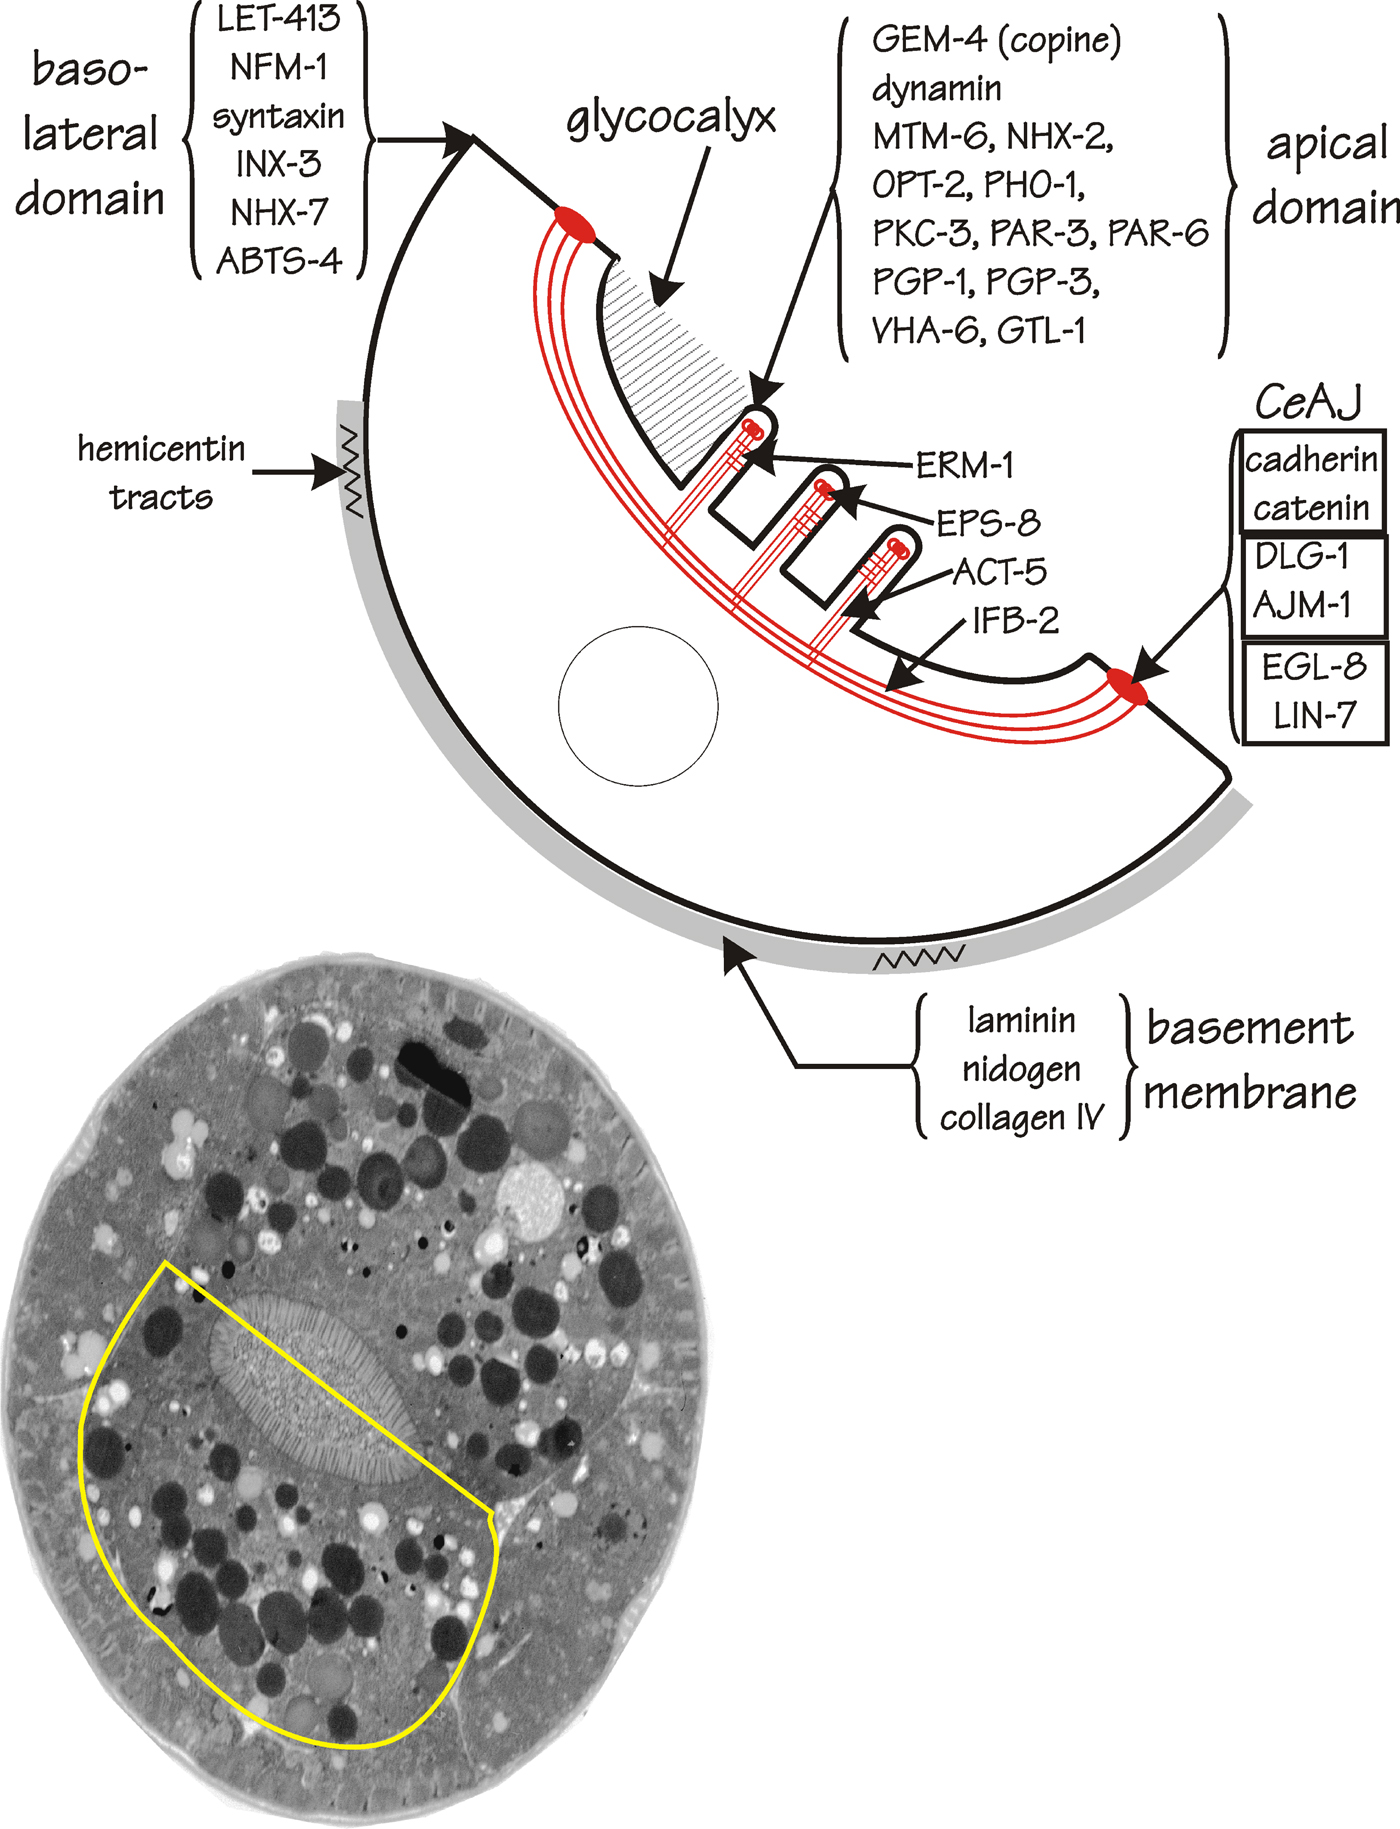 baso-
lateral
domain
LET-413
NFM-1
syntaxin
INX-3
NHX-7
ABTS-4
glycocalyx
GEM-4 (copine)
dynamin
MTM-6, NHX-2,
OPT-2, PHO-1,
PKC-3, PAR-3, PAR-6
PGP-1, PGP-3,
VHA-6, GTL-1
apical
domain
hemicentin
tracts
ERM-1
EPS-8
ACT-5
IFB-2
CeAJ
cadherin
catenin
DLG-1
AJM-1
EGL-8
LIN-7
laminin
nidogen
collagen IV
basement
membrane